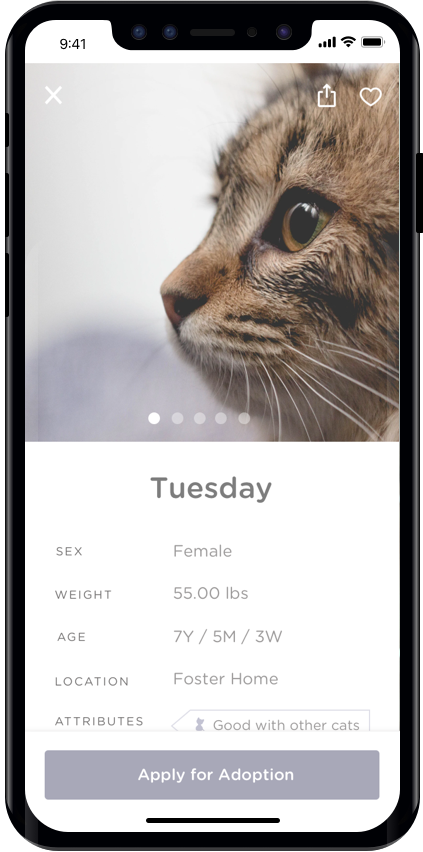 9:41
Tuesday
SEX Female
WEIGHT 55.00 lbs
AGE 7Y / 5M / 3W
LOCATION Foster Home
ATTRIBUTES Good with other cats
Apply for Adoption